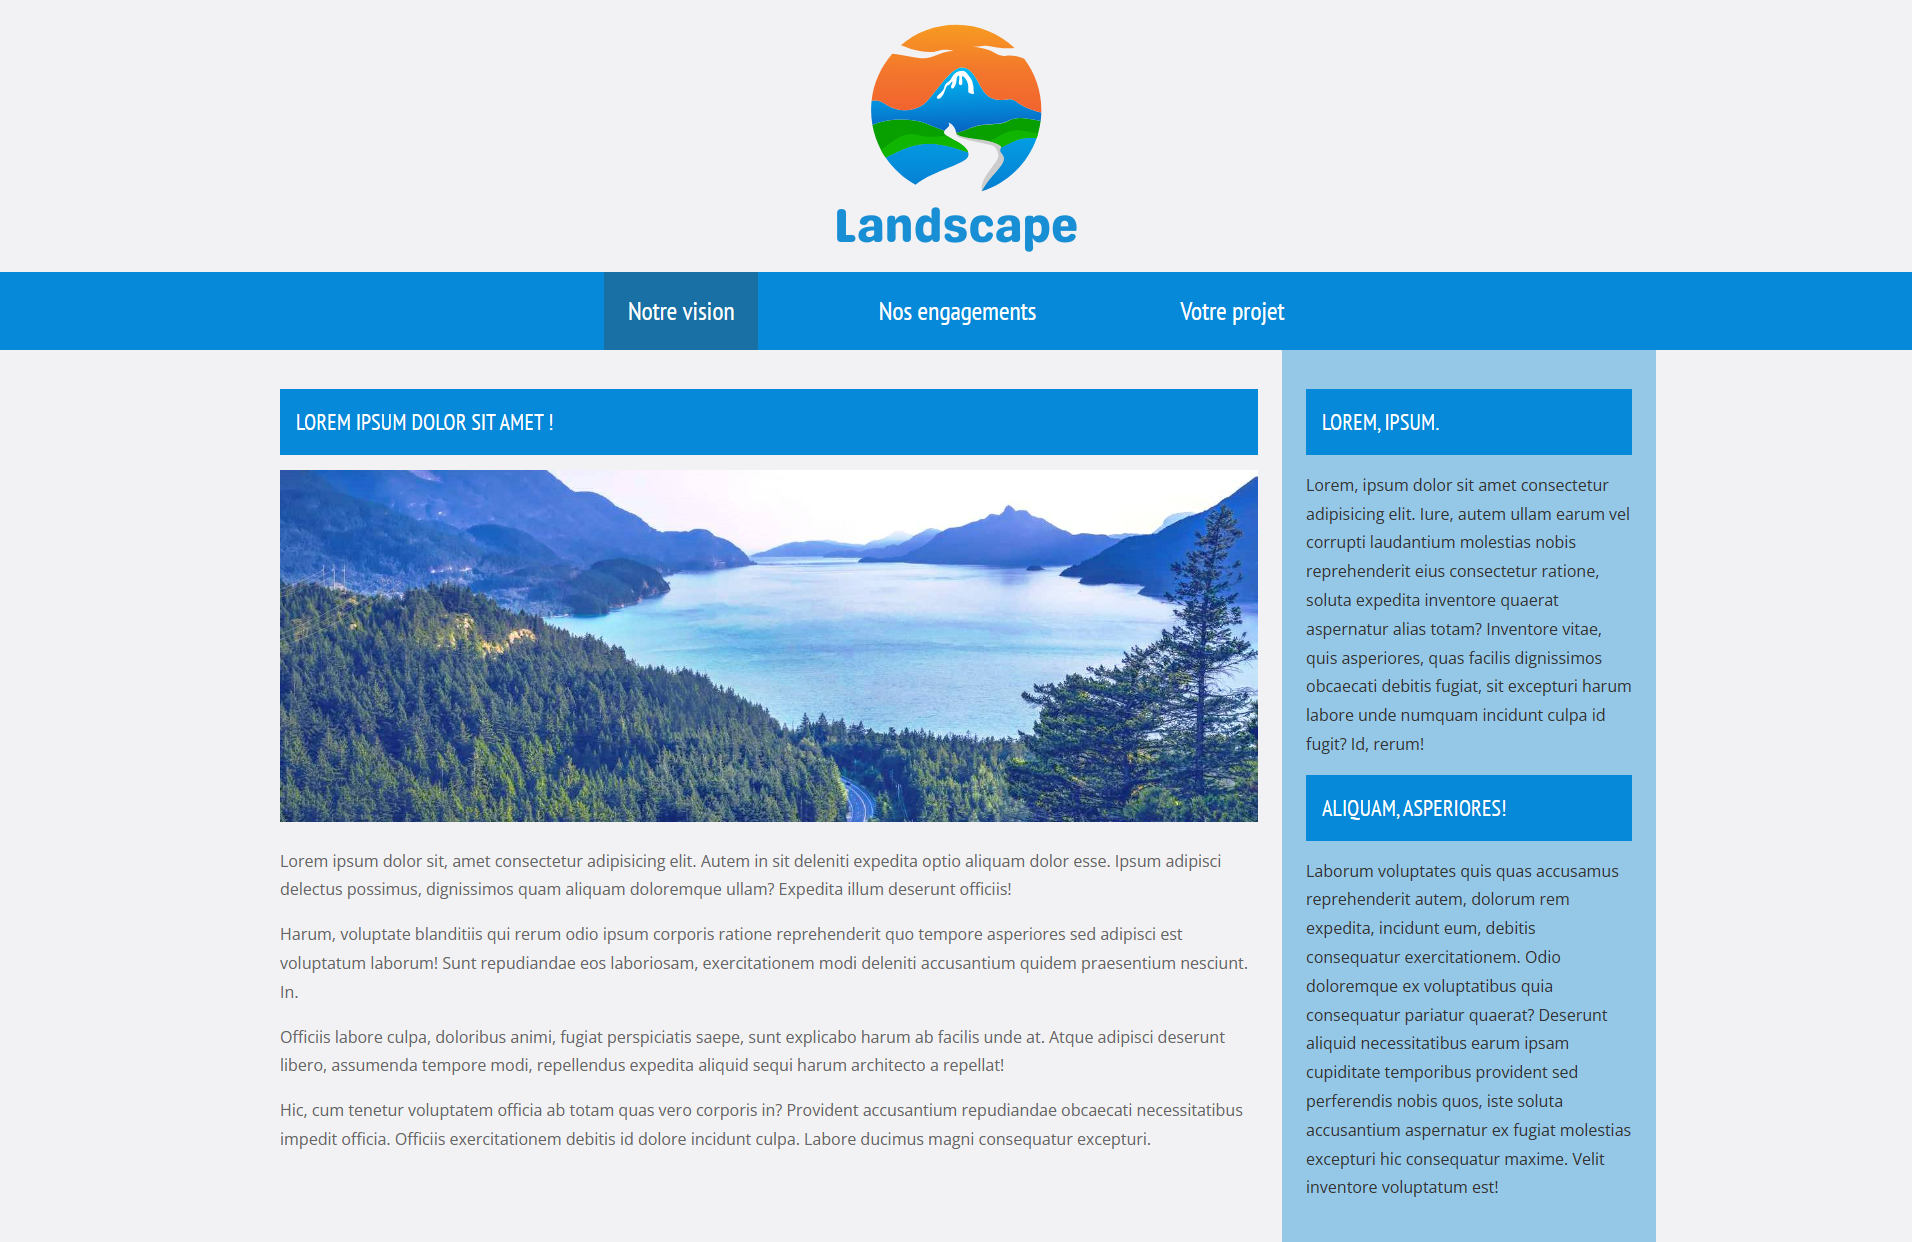 Landscape
Notre vision
Nos engagements
Votre projet
LOREM IPSUM DOLOR SIT AMET !
Lorem ipsum dolor sit, amet consectetur adipisicing elit. Autem in sit deleniti expedita optio aliquam dolor esse. Ipsum adipisci
delectus possimus, dignissimos quam aliquam doloremque ullam? Expedita illum deserunt officiis!
Harum, voluptate blanditiis qui rerum odio ipsum corporis ratione reprehenderit quo tempore asperiores sed adipisci est
voluptatum laborum! Sunt repudiandae eos laboriosam, exercitationem modi deleniti accusantium quidem praesentium nesciunt.
In.
Officiis labore culpa, doloribus animi, fugiat perspiciatis saepe, sunt explicabo harum ab facilis unde at. Atque adipisci deserunt
libero, assumenda tempore modi, repellendus expedita aliquid sequi harum architecto a repellat!
Hic, cum tenetur voluptatem officia ab totam quas vero corporis in? Provident accusantium repudiandae obcaecati necessitatibus
impedit officia. Officiis exercitationem debitis id dolore incidunt culpa. Labore ducimus magni consequatur excepturi.
LOREM, IPSUM.
Lorem, ipsum dolor sit amet consectetur
adipisicing elit. Iure, autem ullam earum vel
corrupti laudantium molestias nobis
reprehenderit eius consectetur ratione,
soluta expedita inventore quaerat
aspernatur alias totam? Inventore vitae,
quis asperiores, quas facilis dignissimos
obcaecati debitis fugiat, sit excepturi harum
labore unde numquam incidunt culpa id
fugit? Id, rerum!
ALIQUAM, ASPERIORES!
Laborum voluptates quis quas accusamus
reprehenderit autem, dolorum rem
expedita, incidunt eum, debitis
consequatur exercitationem. Odio
doloremque ex voluptatibus quia
consequatur pariatur quaerat? Deserunt
aliquid necessitatibus earum ipsam
cupiditate temporibus provident sed
perferendis nobis quos, iste soluta
accusantium aspernatur ex fugiat molestias
excepturi hic consequatur maxime. Velit
inventore voluptatum est!